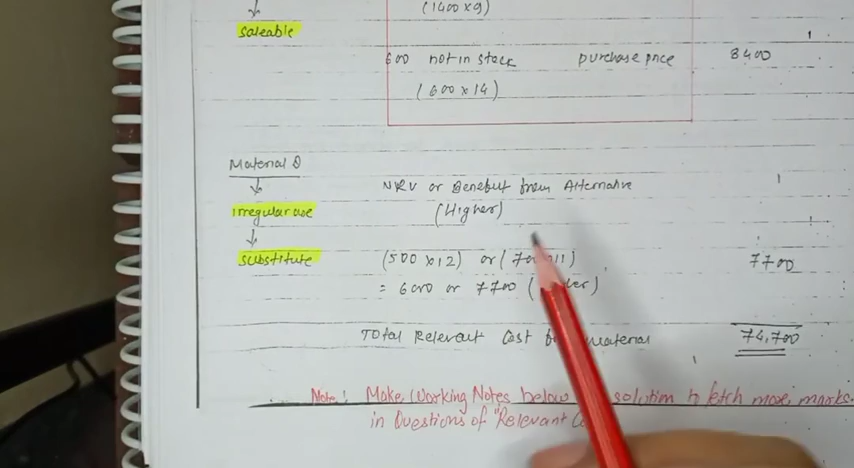 (1400 x 9)
saleable
600 not in stock purchase price 8400
(600 x 14)
Material D
NRV or Benefit from Alternative
irregular use (Higher)
substitute (500 x 12) or ( 7700
= 6000 or 7700 (
Total Relevant Cost material 74,700
Note: Make Working Notes below solution to fetch more marks
in Questions of "Relevant